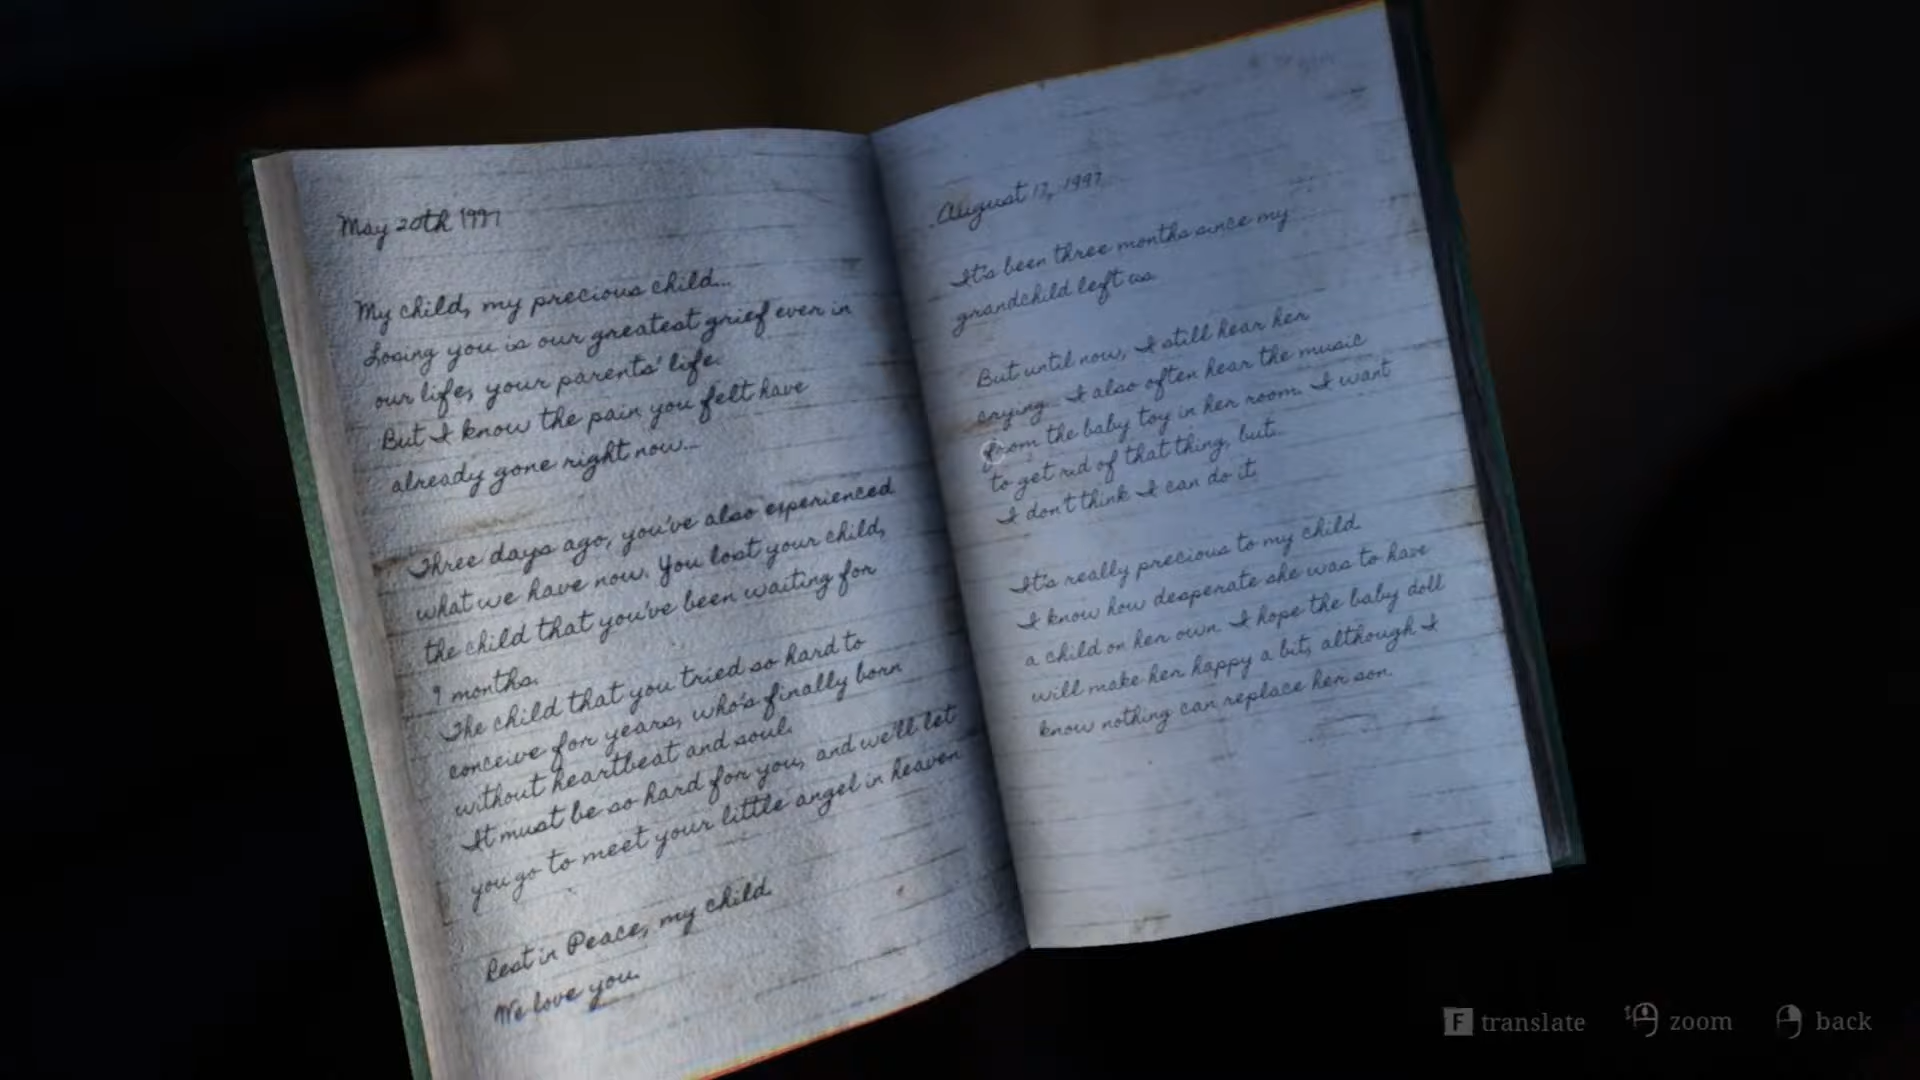 May 20th 1997
My child, my precious child...
Losing you is our greatest grief ever in
our life, your parents' life.
But I know the pain you felt have
already gone right now...
Three days ago, you've also experienced
what we have now. You lost your child,
the child that you've been waiting for
9 months.
The child that you tried so hard to
conceive for years, who's finally born
without heartbeat and soul.
It must be so hard for you, and we'll let
you go to meet your little angel in heaven
Rest in Peace, my child.
We love you.
August 17, 1997
It's been three months since my
grandchild left us.
But until now, I still hear her
crying... I also often hear the music
from the baby toy in her room. I want
to get rid of that thing, but...
I don't think I can do it.
It's really precious to my child.
I know how desperate she was to have
a child on her own. I hope the baby doll
will make her happy a bit, although I
know nothing can replace her son.
F translate zoom back